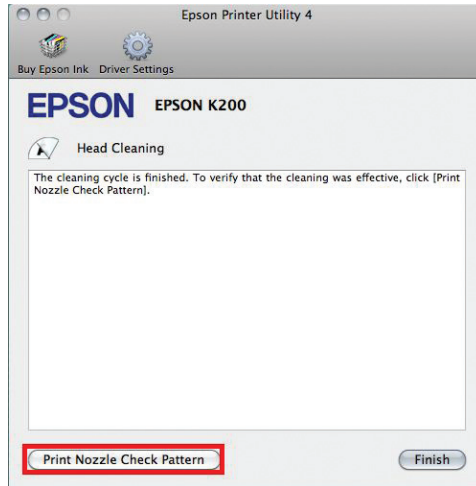 Epson Printer Utility 4
Buy Epson Ink Driver Settings
EPSON EPSON K200
Head Cleaning
The cleaning cycle is finished. To verify that the cleaning was effective, click [Print
Nozzle Check Pattern].
Print Nozzle Check Pattern Finish